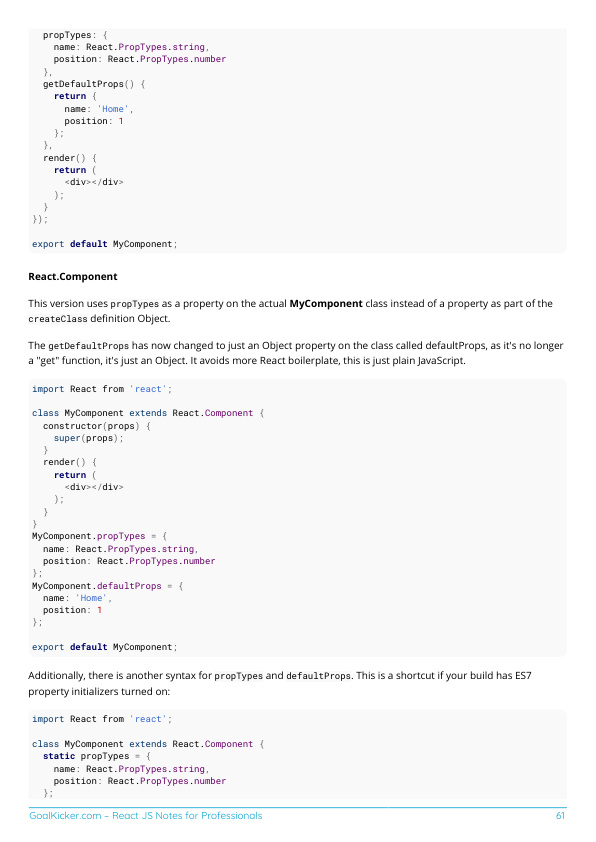 propTypes: {
    name: React.PropTypes.string,
    position: React.PropTypes.number
  },
  getDefaultProps() {
    return {
      name: 'Home',
      position: 1
    };
  },
  render() {
    return (
      <div></div>
    );
  }
});

export default MyComponent;

React.Component

This version uses propTypes as a property on the actual MyComponent class instead of a property as part of the
createClass definition Object.

The getDefaultProps has now changed to just an Object property on the class called defaultProps, as it's no longer
a "get" function, it's just an Object. It avoids more React boilerplate, this is just plain JavaScript.

import React from 'react';

class MyComponent extends React.Component {
  constructor(props) {
    super(props);
  }
  render() {
    return (
      <div></div>
    );
  }
}
MyComponent.propTypes = {
  name: React.PropTypes.string,
  position: React.PropTypes.number
};
MyComponent.defaultProps = {
  name: 'Home',
  position: 1
};

export default MyComponent;

Additionally, there is another syntax for propTypes and defaultProps. This is a shortcut if your build has ES7
property initializers turned on:

import React from 'react';

class MyComponent extends React.Component {
  static propTypes = {
    name: React.PropTypes.string,
    position: React.PropTypes.number
  };

GoalKicker.com – React JS Notes for Professionals 61